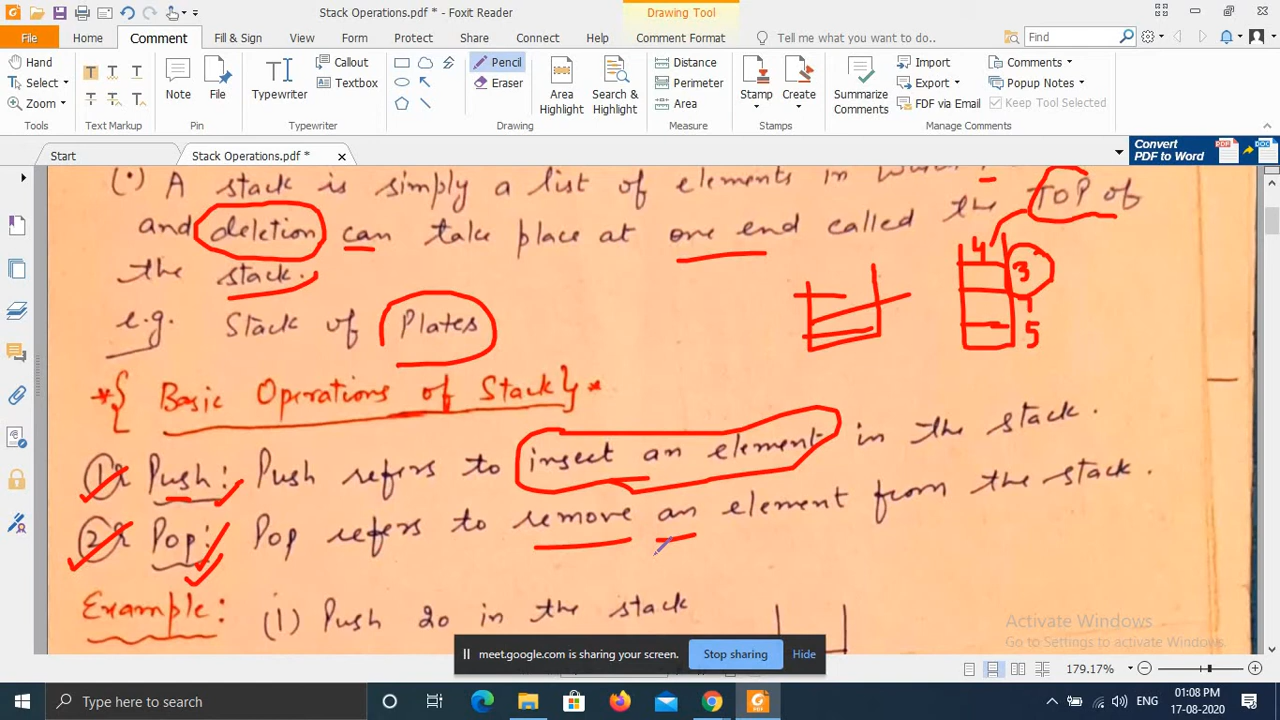 Stack Operations.pdf * - Foxit Reader
Drawing Tool
File Home Comment Fill & Sign View Form Protect Share Connect Help Comment Format Tell me what you want to do... Find
Hand
Select
Zoom
Tools
Text Markup
Note
File
Pin
Typewriter
Callout
Textbox
Typewriter
Pencil
Eraser
Drawing
Area Highlight
Search & Highlight
Distance
Perimeter
Area
Measure
Stamp
Create
Stamps
Summarize Comments
Import
Export
FDF via Email
Comments
Popup Notes
Keep Tool Selected
Manage Comments
Start
Stack Operations.pdf *
Convert
PDF to Word
(•) A stack is simply a list of elements in which
and deletion can take place at one end called the TOP of
the stack.
4
3
1
5
e.g. Stack of Plates
*{ Basic Operations of Stack}*
1 Push: Push refers to insert an element in the stack.
2 Pop: Pop refers to remove an element from the stack.
Example: (i) Push 20 in the stack
Activate Windows
Go to Settings to activate Windows.
meet.google.com is sharing your screen. Stop sharing Hide
179.17%
Type here to search
ENG
01:08 PM
17-08-2020